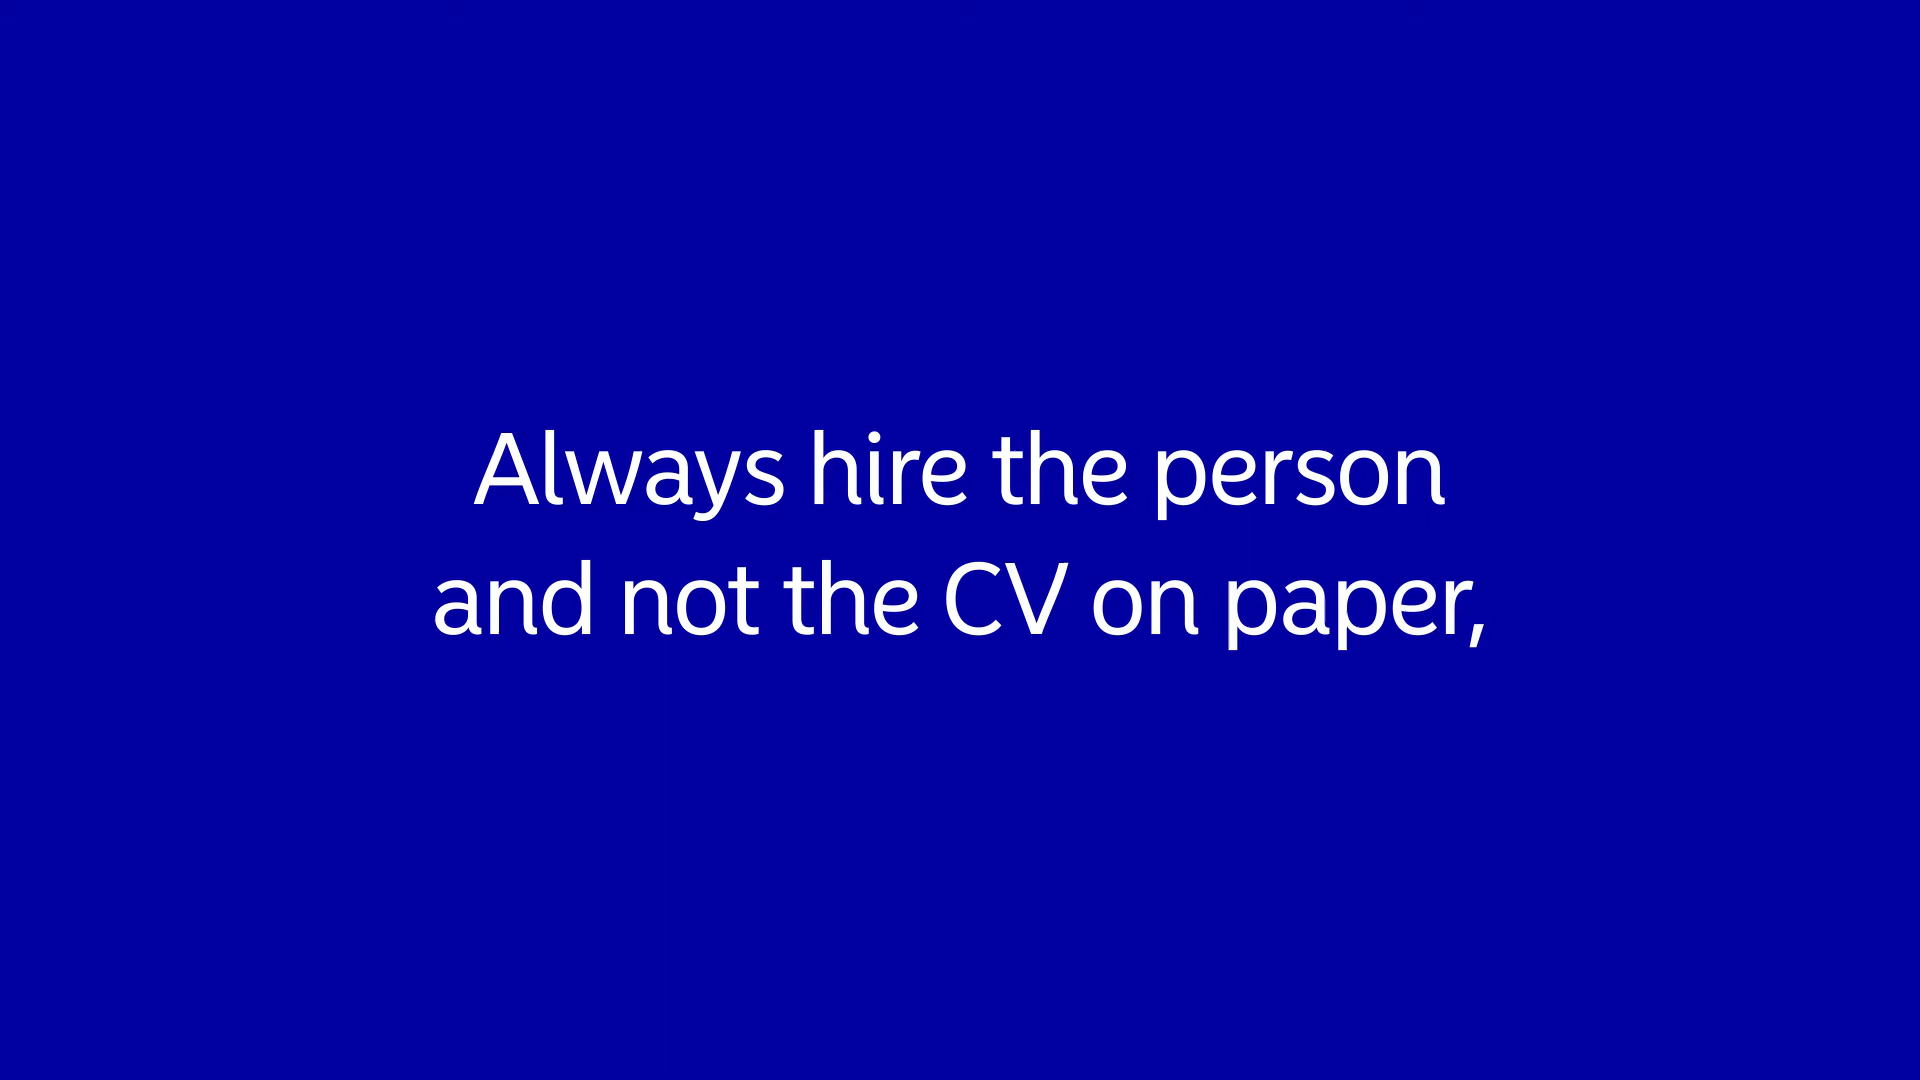 Always hire the person
and not the CV on paper,